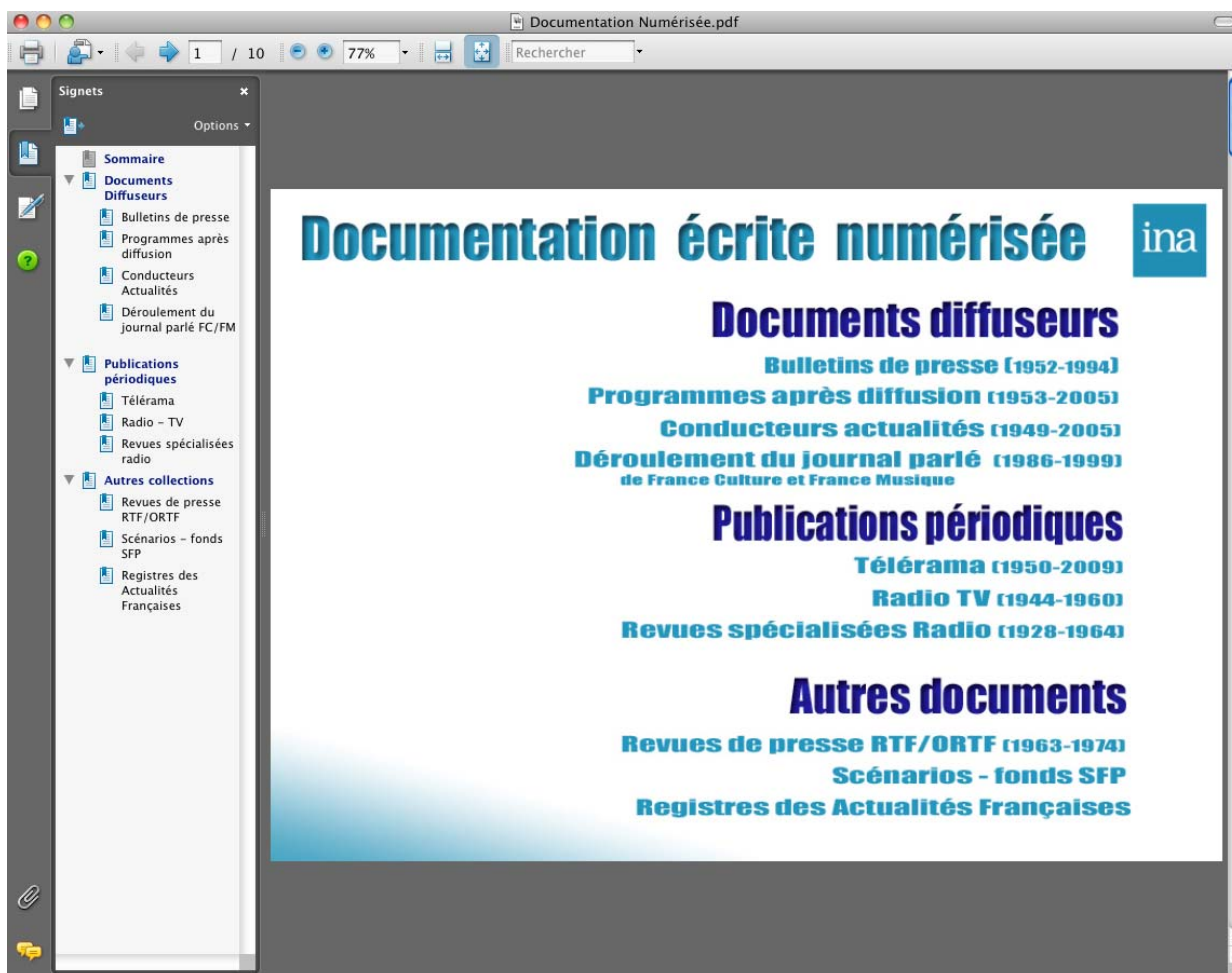 Documentation Numérisée.pdf
1 / 10
77%
Rechercher
Signets
Options
Sommaire
Documents
Diffuseurs
Bulletins de presse
Programmes après
diffusion
Conducteurs
Actualités
Déroulement du
journal parlé FC/FM
Publications
périodiques
Télérama
Radio – TV
Revues spécialisées
radio
Autres collections
Revues de presse
RTF/ORTF
Scénarios – fonds
SFP
Registres des
Actualités
Françaises
Documentation écrite numérisée
ina
Documents diffuseurs
Bulletins de presse (1952-1994)
Programmes après diffusion (1953-2005)
Conducteurs actualités (1949-2005)
Déroulement du journal parlé (1986-1999)
de France Culture et France Musique
Publications périodiques
Télérama (1950-2009)
Radio TV (1944-1960)
Revues spécialisées Radio (1928-1964)
Autres documents
Revues de presse RTF/ORTF (1963-1974)
Scénarios - fonds SFP
Registres des Actualités Françaises